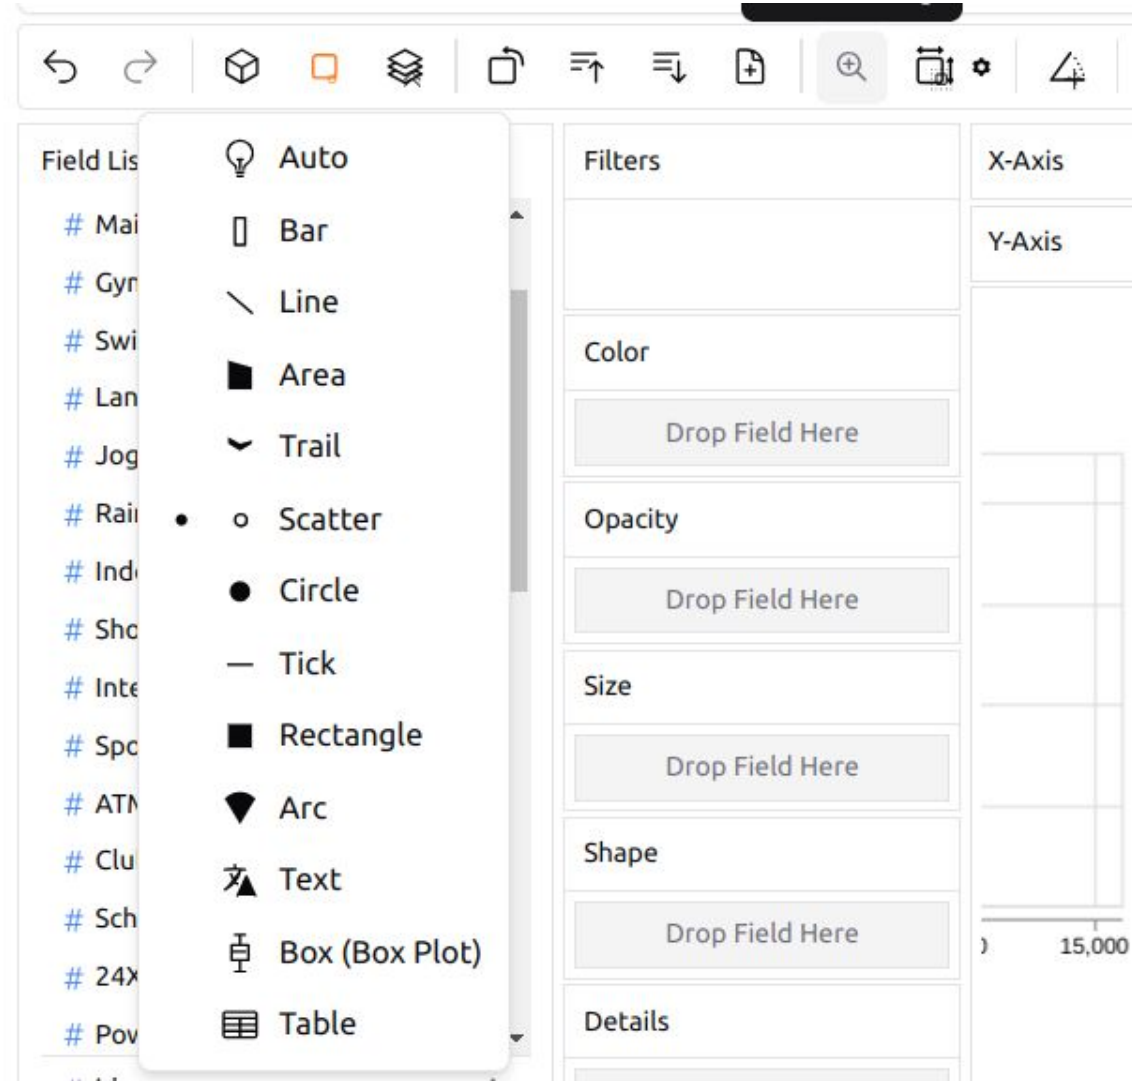 Field Lis
# Mai
# Gyn
# Swi
# Lan
# Jog
# Rai
# Ind
# Sho
# Inte
# Spo
# ATM
# Clu
# Sch
# 24X
# Pow
Auto
Bar
Line
Area
Trail
Scatter
Circle
Tick
Rectangle
Arc
Text
Box (Box Plot)
Table
Filters
Color
Drop Field Here
Opacity
Drop Field Here
Size
Drop Field Here
Shape
Drop Field Here
Details
X-Axis
Y-Axis
15,000